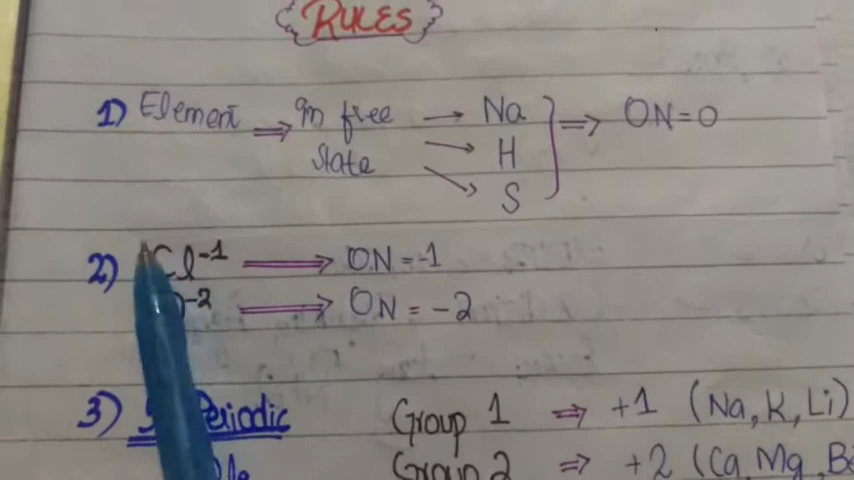 RULES
1) Element ⇒ In free state → Na → H → S } ⇒ ON=0
2) Cl⁻¹ ⇒ ON=-1
⁻² ⇒ ON = -2
3) Periodic Group 1 ⇒ +1 (Na, K, Li)
Group 2 ⇒ +2 (Ca, Mg,